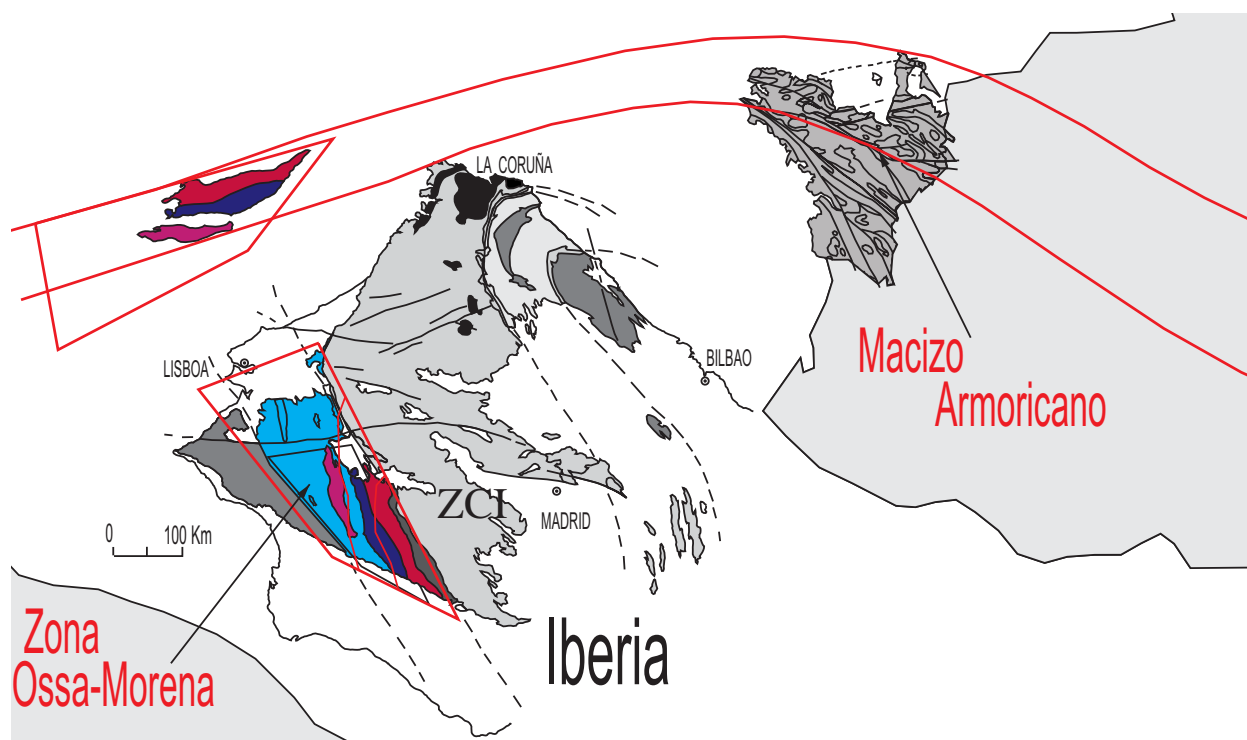 LA CORUÑA
Macizo
Armoricano
BILBAO
LISBOA
ZCI
MADRID
0 100 Km
Zona
Ossa-Morena
Iberia